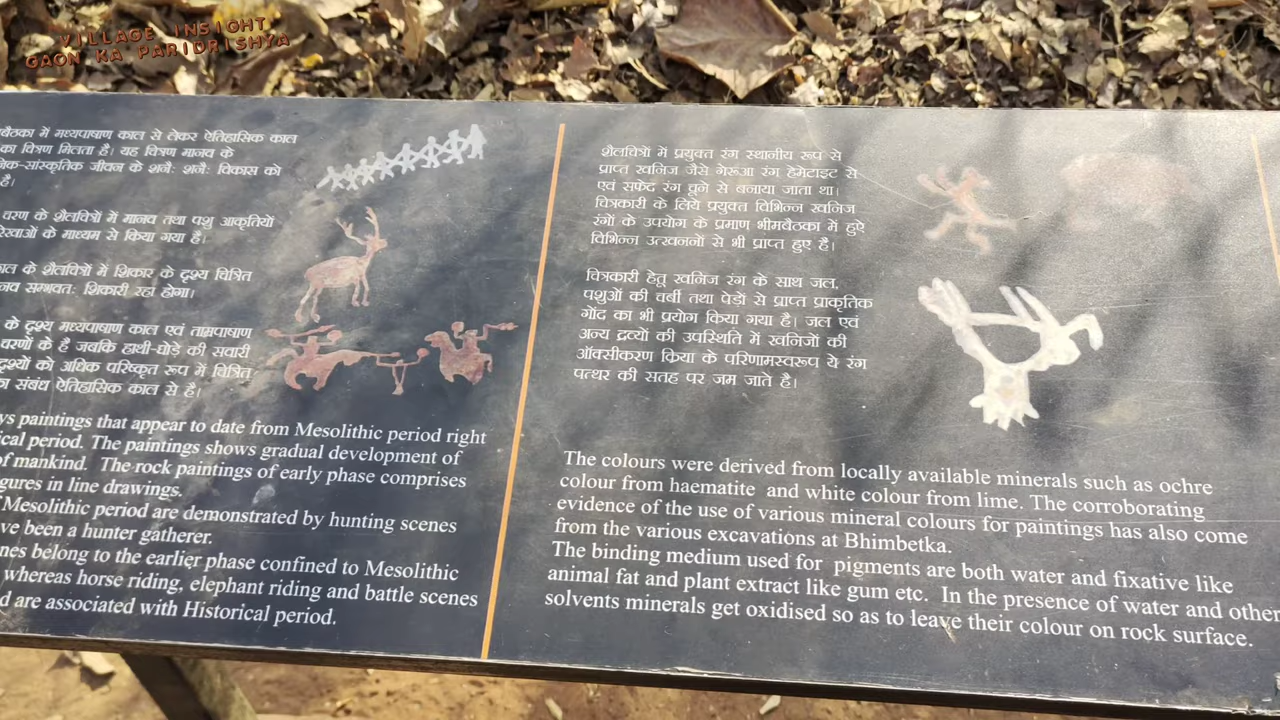 VILLAGE INSIGHT
GAON KA PARIDRISHYA
बैठका में मध्यपाषाण काल से लेकर ऐतिहासिक काल
का चित्रण मिलता है। यह चित्रण मानव के
सांस्कृतिक जीवन के शनैः शनैः विकास को
है।
चरण के शैलचित्रों में मानव तथा पशु आकृतियों
के माध्यम से किया गया है।
के शैलचित्रों में शिकार के दृश्य चित्रित
सम्भवतः शिकारी रहा होगा।
के दृश्य मध्यपाषाण काल एवं ताम्रपाषाण
चरणों के है जबकि हाथी-घोड़े की सवारी
को अधिक परिष्कृत रूप में चित्रित
संबंध ऐतिहासिक काल से है।
paintings that appear to date from Mesolithic period right
period. The paintings shows gradual development of
of mankind. The rock paintings of early phase comprises
in line drawings.
Mesolithic period are demonstrated by hunting scenes
been a hunter gatherer.
belong to the earlier phase confined to Mesolithic
whereas horse riding, elephant riding and battle scenes
are associated with Historical period.
शैलचित्रों में प्रयुक्त रंग स्थानीय रूप से
प्राप्त खनिज जैसे गेरूआ रंग हेमेटाइट से
एवं सफेद रंग चूने से बनाया जाता था।
चित्रकारी के लिये प्रयुक्त विभिन्न खनिज
रंगों के उपयोग के प्रमाण भीमबैठका में हुऐ
विभिन्न उत्खननों से भी प्राप्त हुए है।
चित्रकारी हेतू खनिज रंग के साथ जल,
पशुओं की चर्बी तथा पेड़ों से प्राप्त प्राकृतिक
गोंद का भी प्रयोग किया गया है। जल एवं
अन्य द्रव्यों की उपस्थिति में खनिजों की
ऑक्सीकरण क्रिया के परिणामस्वरूप ये रंग
पत्थर की सतह पर जम जाते है।
The colours were derived from locally available minerals such as ochre
colour from haematite and white colour from lime. The corroborating
evidence of the use of various mineral colours for paintings has also come
from the various excavations at Bhimbetka.
The binding medium used for pigments are both water and fixative like
animal fat and plant extract like gum etc. In the presence of water and other
solvents minerals get oxidised so as to leave their colour on rock surface.